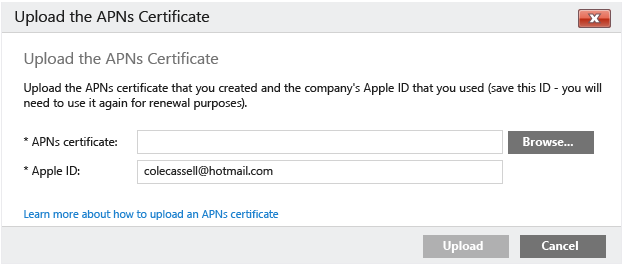 Upload the APNs Certificate
Upload the APNs Certificate
Upload the APNs certificate that you created and the company's Apple ID that you used (save this ID - you will
need to use it again for renewal purposes).
* APNs certificate:
Browse...
* Apple ID:
colecassell@hotmail.com
Learn more about how to upload an APNs certificate
Upload
Cancel